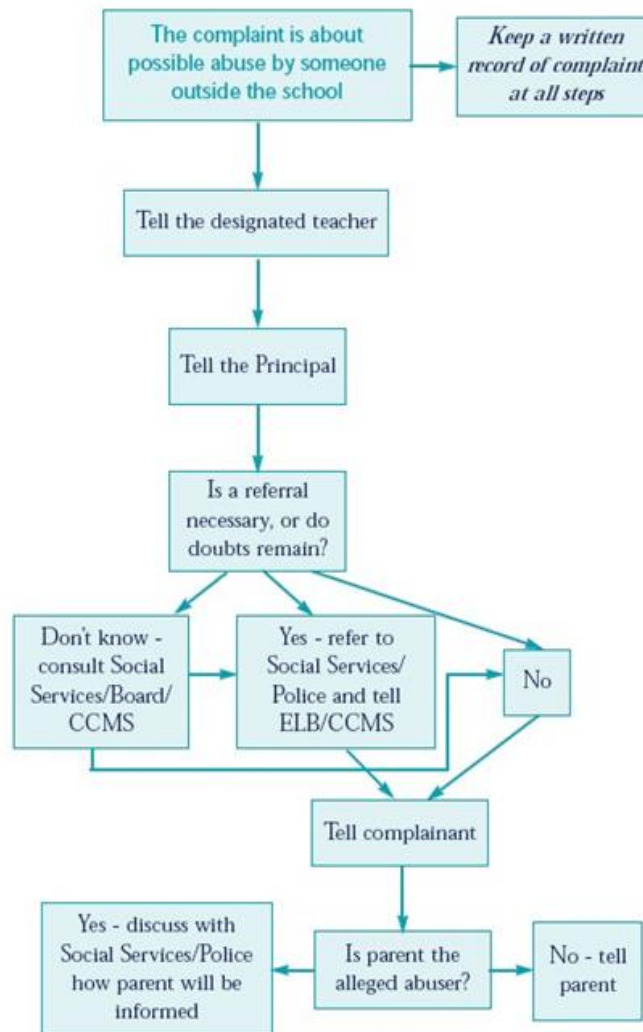 The complaint is about
possible abuse by someone
outside the school
Keep a written
record of complaint
at all steps
Tell the designated teacher
Tell the Principal
Is a referral
necessary, or do
doubts remain?
Don't know -
consult Social
Services/Board/
CCMS
Yes - refer to
Social Services/
Police and tell
ELB/CCMS
No
Tell complainant
Yes - discuss with
Social Services/Police
how parent will be
informed
Is parent the
alleged abuser?
No - tell
parent